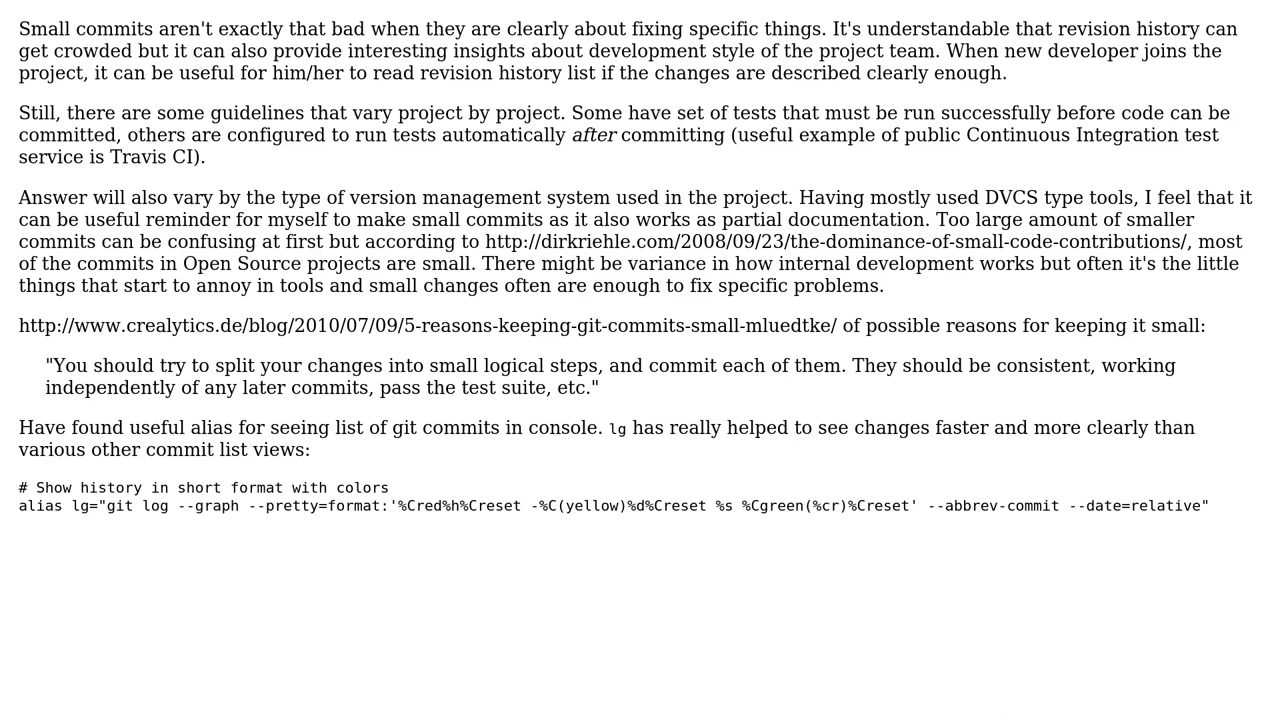 Small commits aren't exactly that bad when they are clearly about fixing specific things. It's understandable that revision history can
get crowded but it can also provide interesting insights about development style of the project team. When new developer joins the
project, it can be useful for him/her to read revision history list if the changes are described clearly enough.
Still, there are some guidelines that vary project by project. Some have set of tests that must be run successfully before code can be
committed, others are configured to run tests automatically after committing (useful example of public Continuous Integration test
service is Travis CI).
Answer will also vary by the type of version management system used in the project. Having mostly used DVCS type tools, I feel that it
can be useful reminder for myself to make small commits as it also works as partial documentation. Too large amount of smaller
commits can be confusing at first but according to http://dirkriehle.com/2008/09/23/the-dominance-of-small-code-contributions/, most
of the commits in Open Source projects are small. There might be variance in how internal development works but often it's the little
things that start to annoy in tools and small changes often are enough to fix specific problems.
http://www.crealytics.de/blog/2010/07/09/5-reasons-keeping-git-commits-small-mluedtke/ of possible reasons for keeping it small:
"You should try to split your changes into small logical steps, and commit each of them. They should be consistent, working
independently of any later commits, pass the test suite, etc."
Have found useful alias for seeing list of git commits in console. lg has really helped to see changes faster and more clearly than
various other commit list views:
# Show history in short format with colors
alias lg="git log --graph --pretty=format:'%Cred%h%Creset -%C(yellow)%d%Creset %s %Cgreen(%cr)%Creset' --abbrev-commit --date=relative"